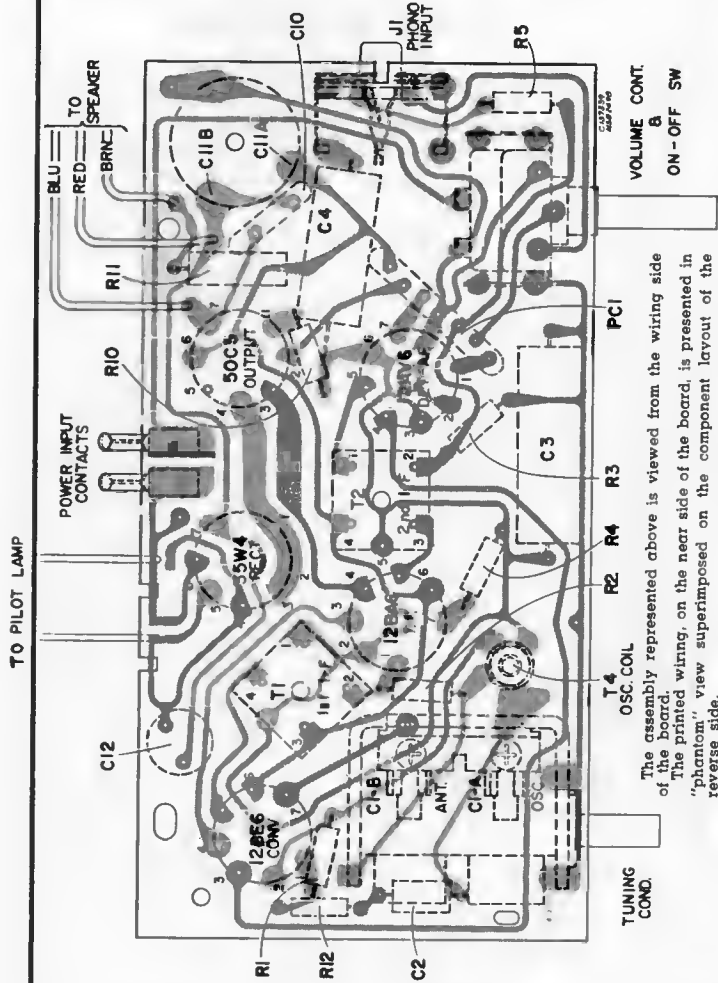 TO PILOT LAMP
POWER INPUT
CONTACTS
BLU
RED
BRN
TO
SPEAKER
C12
R10
R11
C11B
C11A
C10
C4
J1
PHONO
INPUT
R5
50C5
OUTPUT
35W4
RECT
T1
1st I-F
T2
2nd I-F
12BE6
CONV
R1
R12
C2
C1-B
ANT.
C1-A
OSC.
TUNING
COND.
T4
OSC. COIL
R2
R4
R3
C3
PC1
VOLUME CONT.
&
ON-OFF SW
The assembly represented above is viewed from the wiring side
of the board.
The printed wiring, on the near side of the board, is presented in
"phantom" view superimposed on the component layout of the
reverse side.